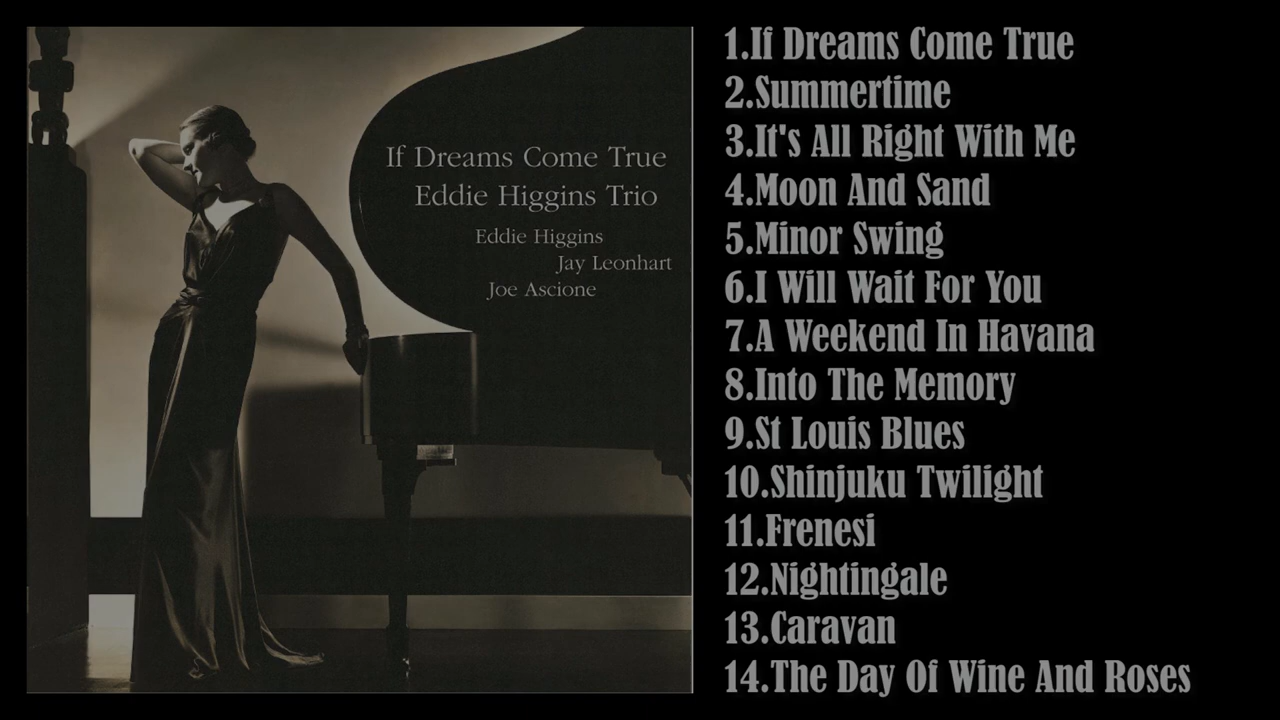 If Dreams Come True
Eddie Higgins Trio
Eddie Higgins
Jay Leonhart
Joe Ascione
1.If Dreams Come True
2.Summertime
3.It's All Right With Me
4.Moon And Sand
5.Minor Swing
6.I Will Wait For You
7.A Weekend In Havana
8.Into The Memory
9.St Louis Blues
10.Shinjuku Twilight
11.Frenesi
12.Nightingale
13.Caravan
14.The Day Of Wine And Roses